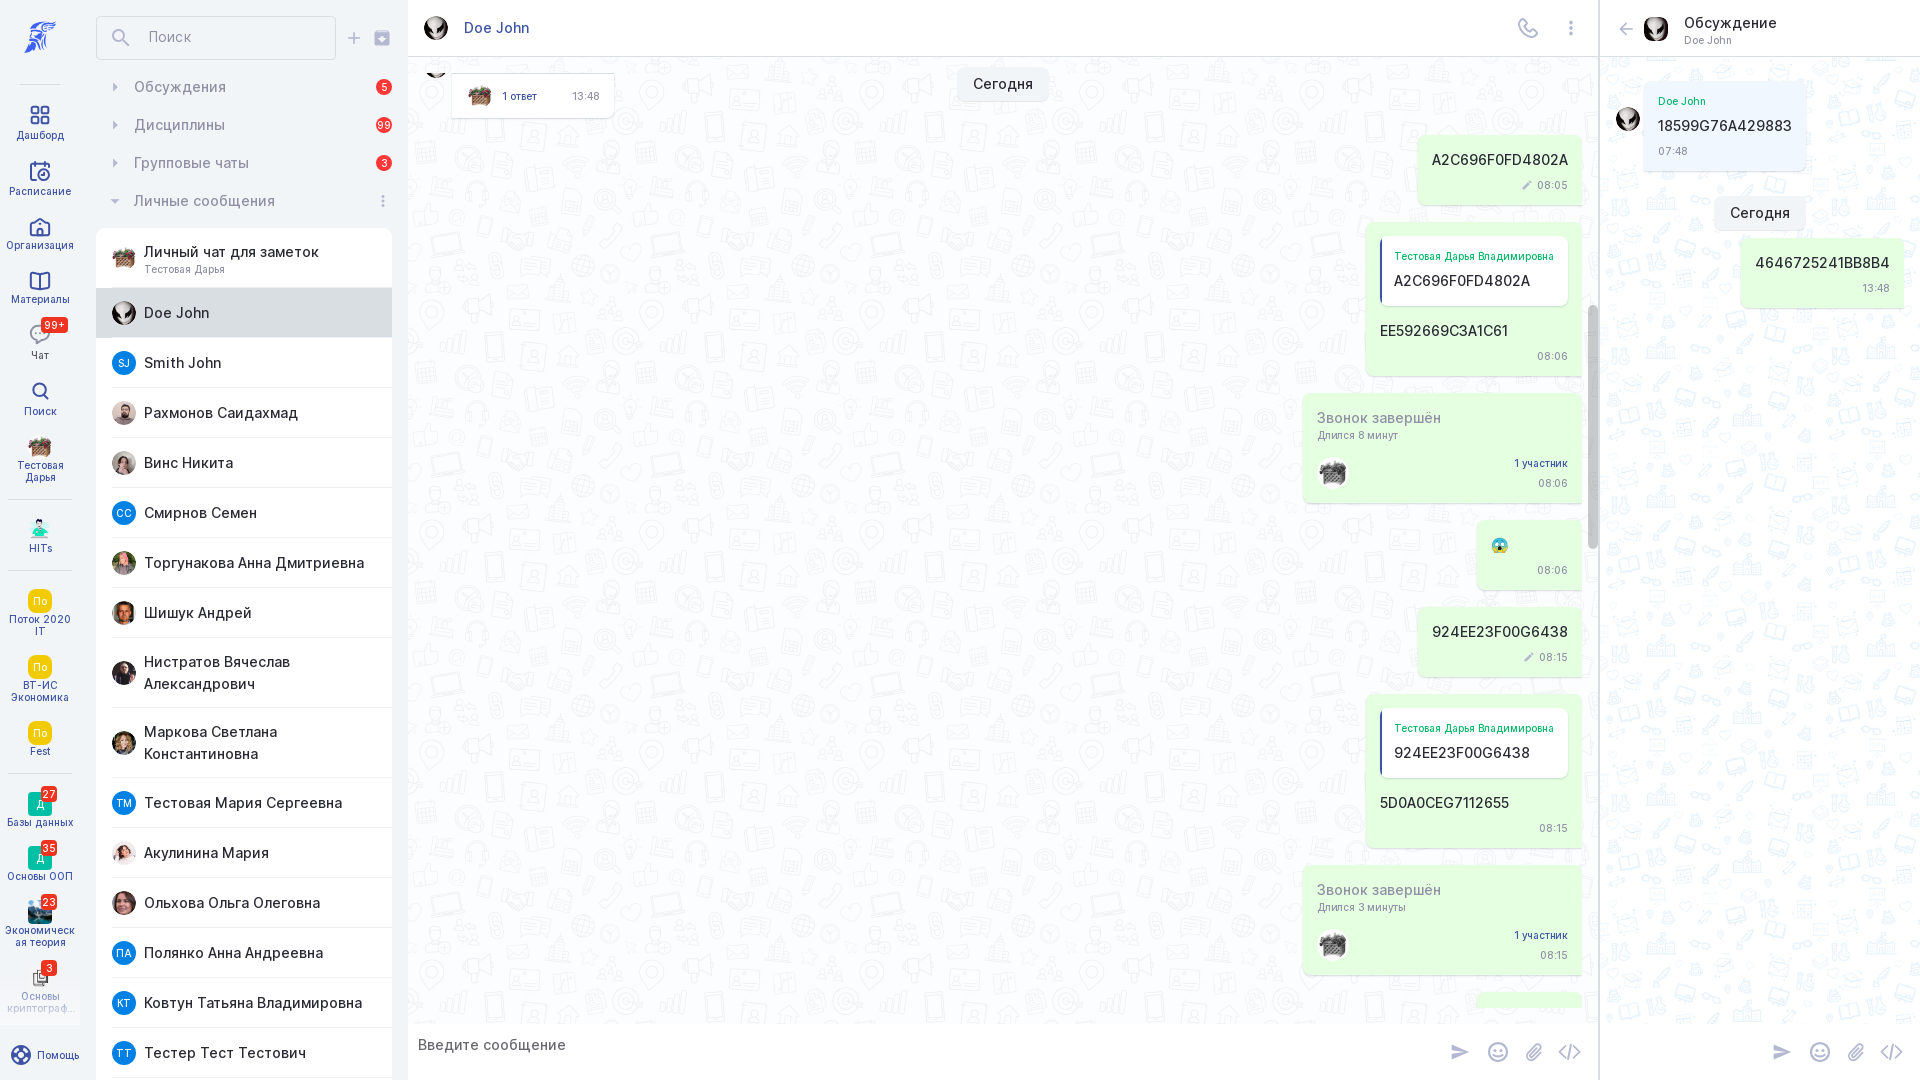 Дашборд
Расписание
Организация
Материалы
99+
Чат
Поиск
Тестовая
Дарья
HITs
По
Поток 2020
IT
По
ВТ-ИС
Экономика
По
Fest
27
Д
Базы данных
35
Д
Основы ООП
23
Экономическ
ая теория
3
Основы
криптограф...
Помощь
Поиск
Обсуждения
5
Дисциплины
99
Групповые чаты
3
Личные сообщения
Личный чат для заметок
Тестовая Дарья
Doe John
SJ
Smith John
Рахмонов Саидахмад
Винс Никита
СС
Смирнов Семен
Торгунакова Анна Дмитриевна
Шишук Андрей
Нистратов Вячеслав
Александрович
Маркова Светлана
Константиновна
ТМ
Тестовая Мария Сергеевна
Акулинина Мария
Ольхова Ольга Олеговна
ПА
Полянко Анна Андреевна
КТ
Ковтун Татьяна Владимировна
ТТ
Тестер Тест Тестович
Doe John
1 ответ
13:48
Сегодня
A2C696F0FD4802A
08:05
Тестовая Дарья Владимировна
A2C696F0FD4802A
EE592669C3A1C61
08:06
Звонок завершён
Длился 8 минут
1 участник
08:06
08:06
924EE23F00G6438
08:15
Тестовая Дарья Владимировна
924EE23F00G6438
5D0A0CEG7112655
08:15
Звонок завершён
Длился 3 минуты
1 участник
08:15
Введите сообщение
Обсуждение
Doe John
Doe John
18599G76A429883
07:48
Сегодня
4646725241BB8B4
13:48